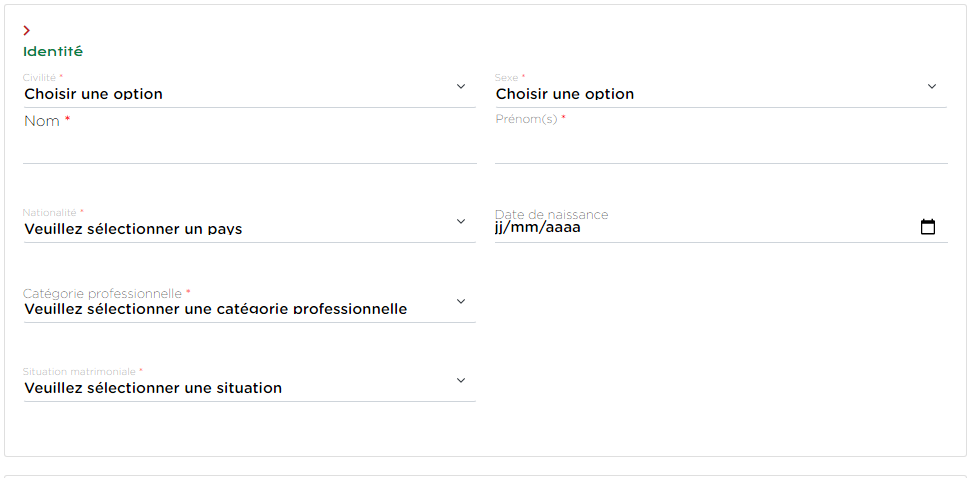 Identité
Civilité *
Sexe *
Choisir une option
Choisir une option
Nom *
Prénom(s) *
Nationalité *
Veuillez sélectionner un pays
Date de naissance
jj/mm/aaaa
Catégorie professionnelle *
Veuillez sélectionner une catégorie professionnelle
Situation matrimoniale *
Veuillez sélectionner une situation